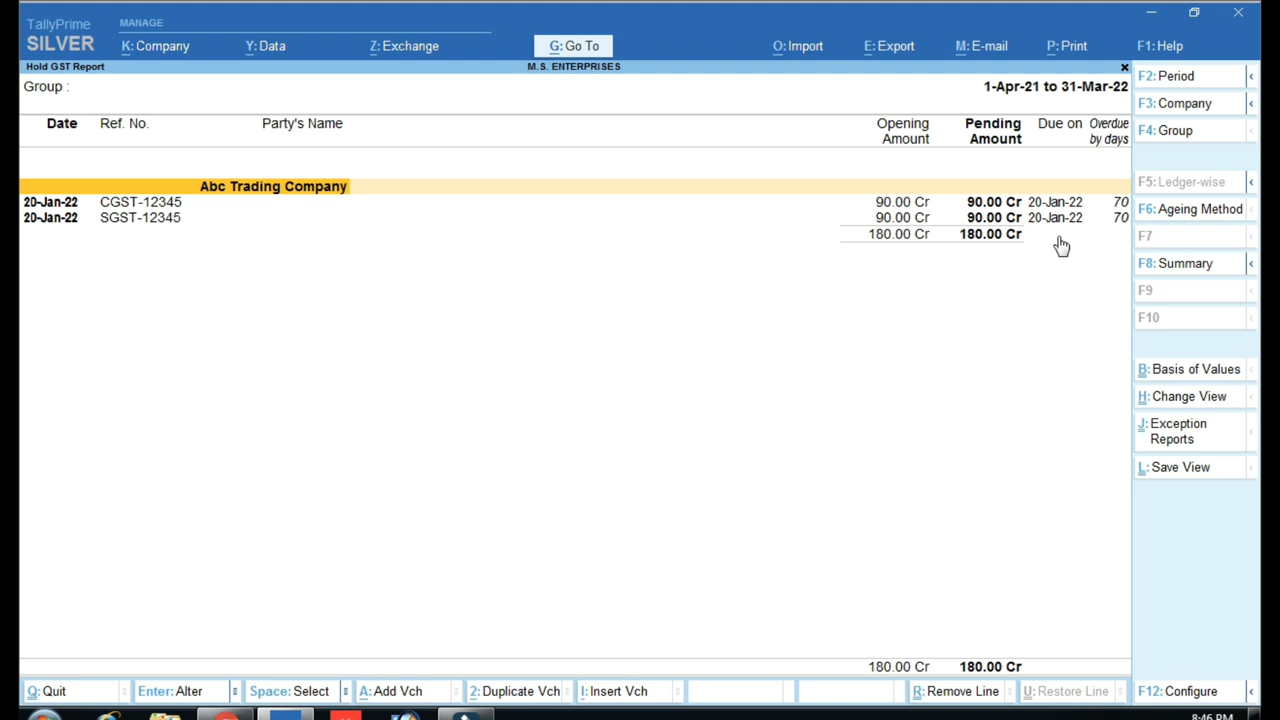 TallyPrime
SILVER
MANAGE
K: Company Y: Data Z: Exchange G: Go To O: Import E: Export M: E-mail P: Print F1: Help
Hold GST Report M.S. ENTERPRISES
Group : 1-Apr-21 to 31-Mar-22
Date Ref. No. Party's Name Opening Pending Due on Overdue
Amount Amount by days
Abc Trading Company
20-Jan-22 CGST-12345 90.00 Cr 90.00 Cr 20-Jan-22 70
20-Jan-22 SGST-12345 90.00 Cr 90.00 Cr 20-Jan-22 70
180.00 Cr 180.00 Cr
180.00 Cr 180.00 Cr
F2: Period
F3: Company
F4: Group
F5: Ledger-wise
F6: Ageing Method
F7
F8: Summary
F9
F10
B: Basis of Values
H: Change View
J: Exception
Reports
L: Save View
Q: Quit Enter: Alter Space: Select A: Add Vch 2: Duplicate Vch I: Insert Vch R: Remove Line U: Restore Line F12: Configure
8:46 PM